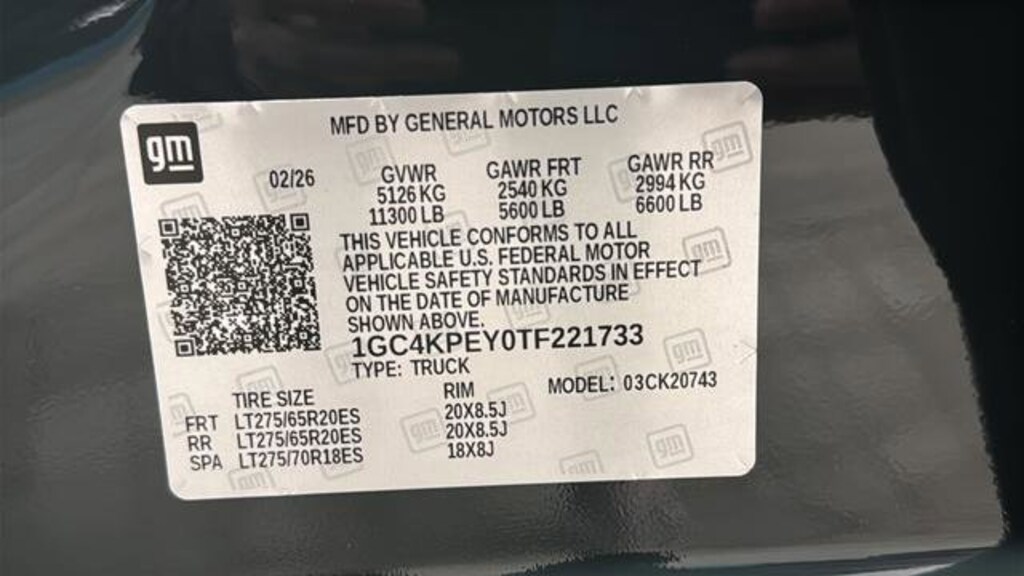 gm
MFD BY GENERAL MOTORS LLC
02/26
GVWR
5126 KG
11300 LB
GAWR FRT
2540 KG
5600 LB
GAWR RR
2994 KG
6600 LB
THIS VEHICLE CONFORMS TO ALL
APPLICABLE U.S. FEDERAL MOTOR
VEHICLE SAFETY STANDARDS IN EFFECT
ON THE DATE OF MANUFACTURE
SHOWN ABOVE.
1GC4KPEY0TF221733
TYPE: TRUCK
MODEL: 03CK20743
TIRE SIZE RIM
FRT LT275/65R20ES 20X8.5J
RR LT275/65R20ES 20X8.5J
SPA LT275/70R18ES 18X8J